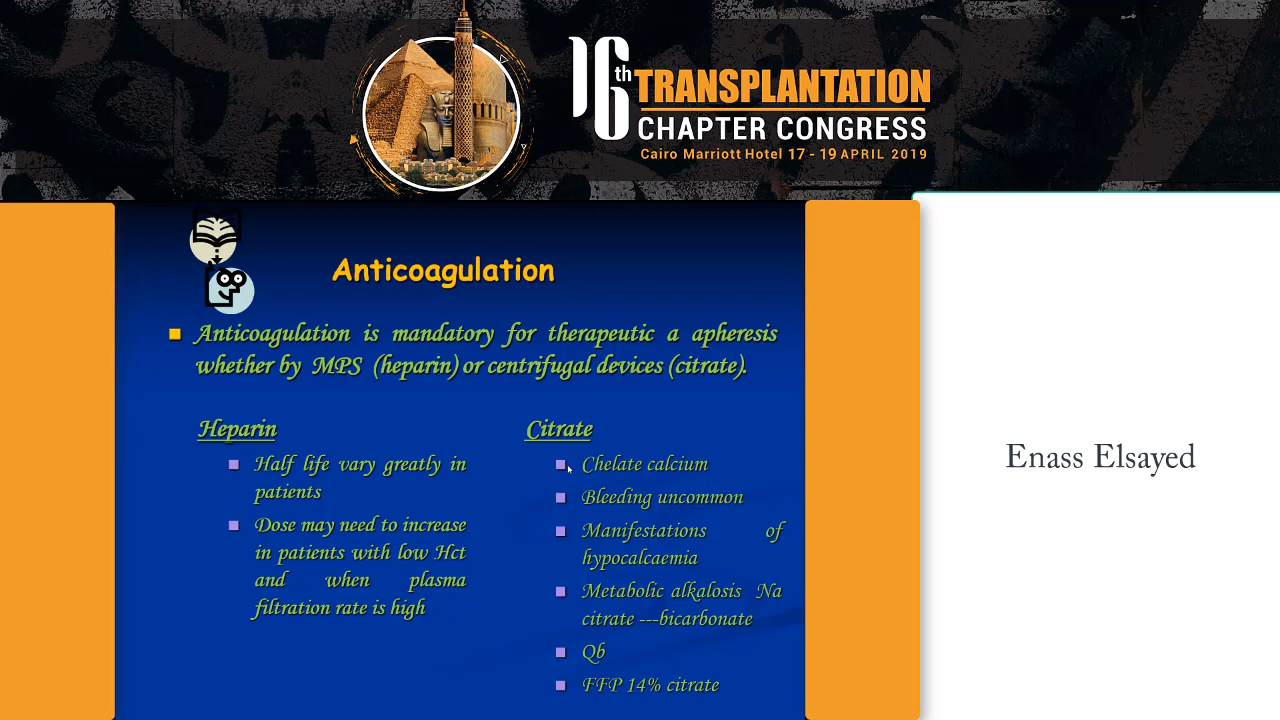 16th TRANSPLANTATION
CHAPTER CONGRESS
Cairo Marriott Hotel 17 - 19 APRIL 2019
Anticoagulation
Anticoagulation is mandatory for therapeutic a apheresis
whether by MPS (heparin) or centrifugal devices (citrate).
Heparin
Half life vary greatly in
patients
Dose may need to increase
in patients with low Hct
and when plasma
filtration rate is high
Citrate
Chelate calcium
Bleeding uncommon
Manifestations of
hypocalcaemia
Metabolic alkalosis Na
citrate ---bicarbonate
Qb
FFP 14% citrate
Enass Elsayed